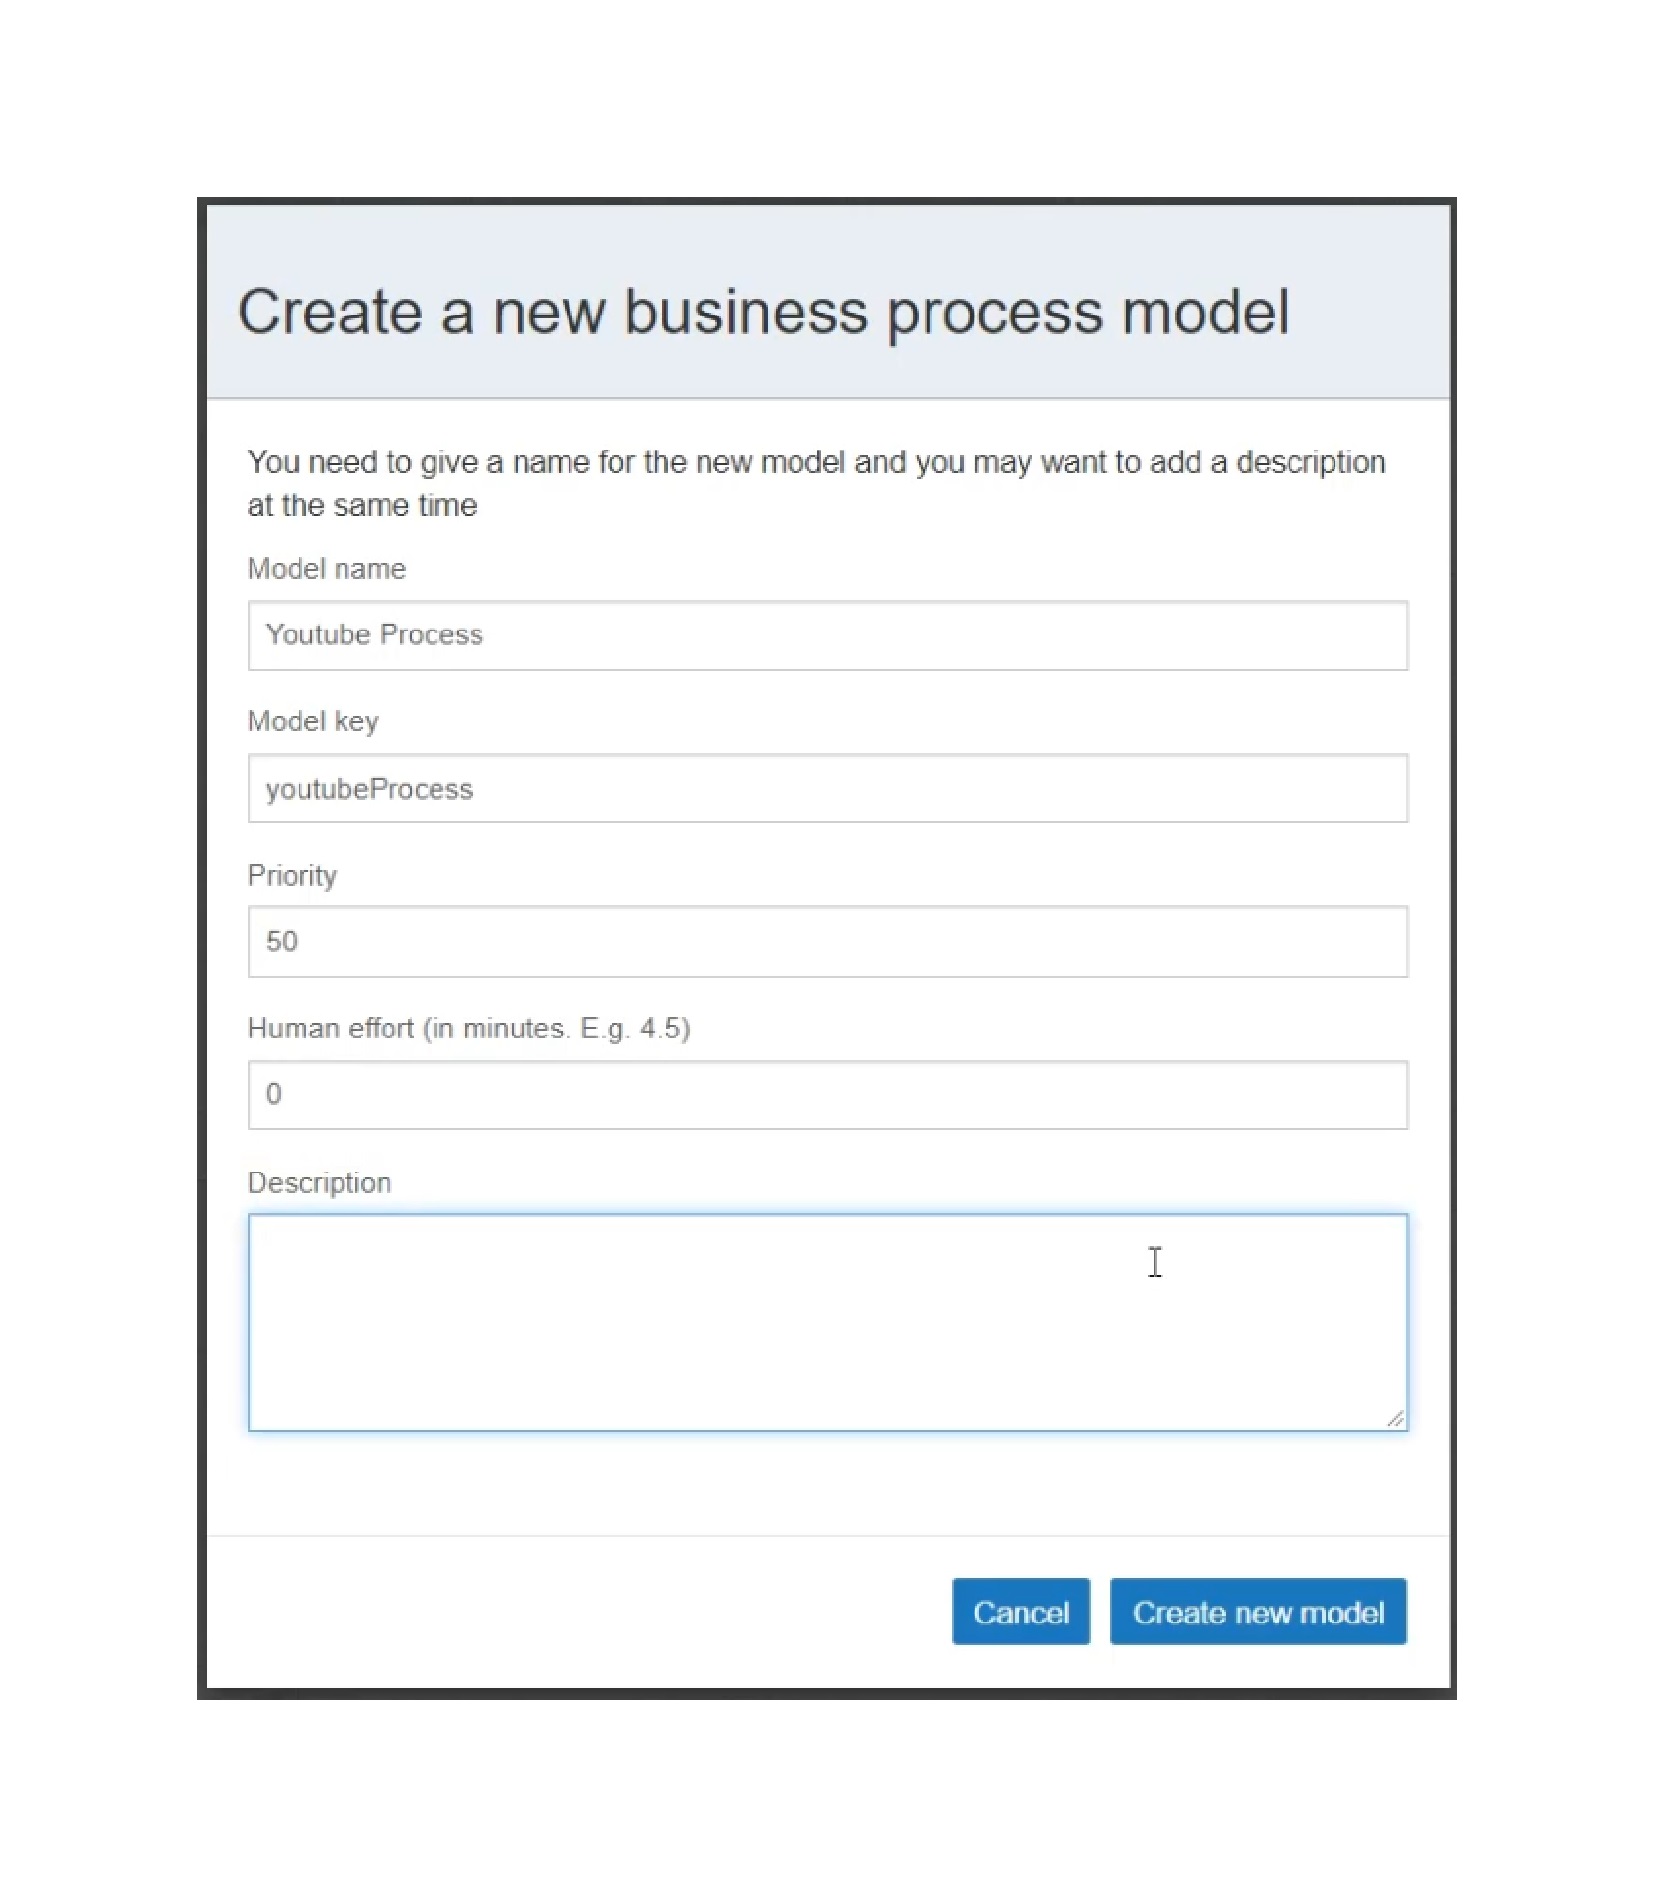 Create a new business process model
You need to give a name for the new model and you may want to add a description
at the same time
Model name
Youtube Process
Model key
youtubeProcess
Priority
50
Human effort (in minutes. E.g. 4.5)
0
Description
Cancel Create new model